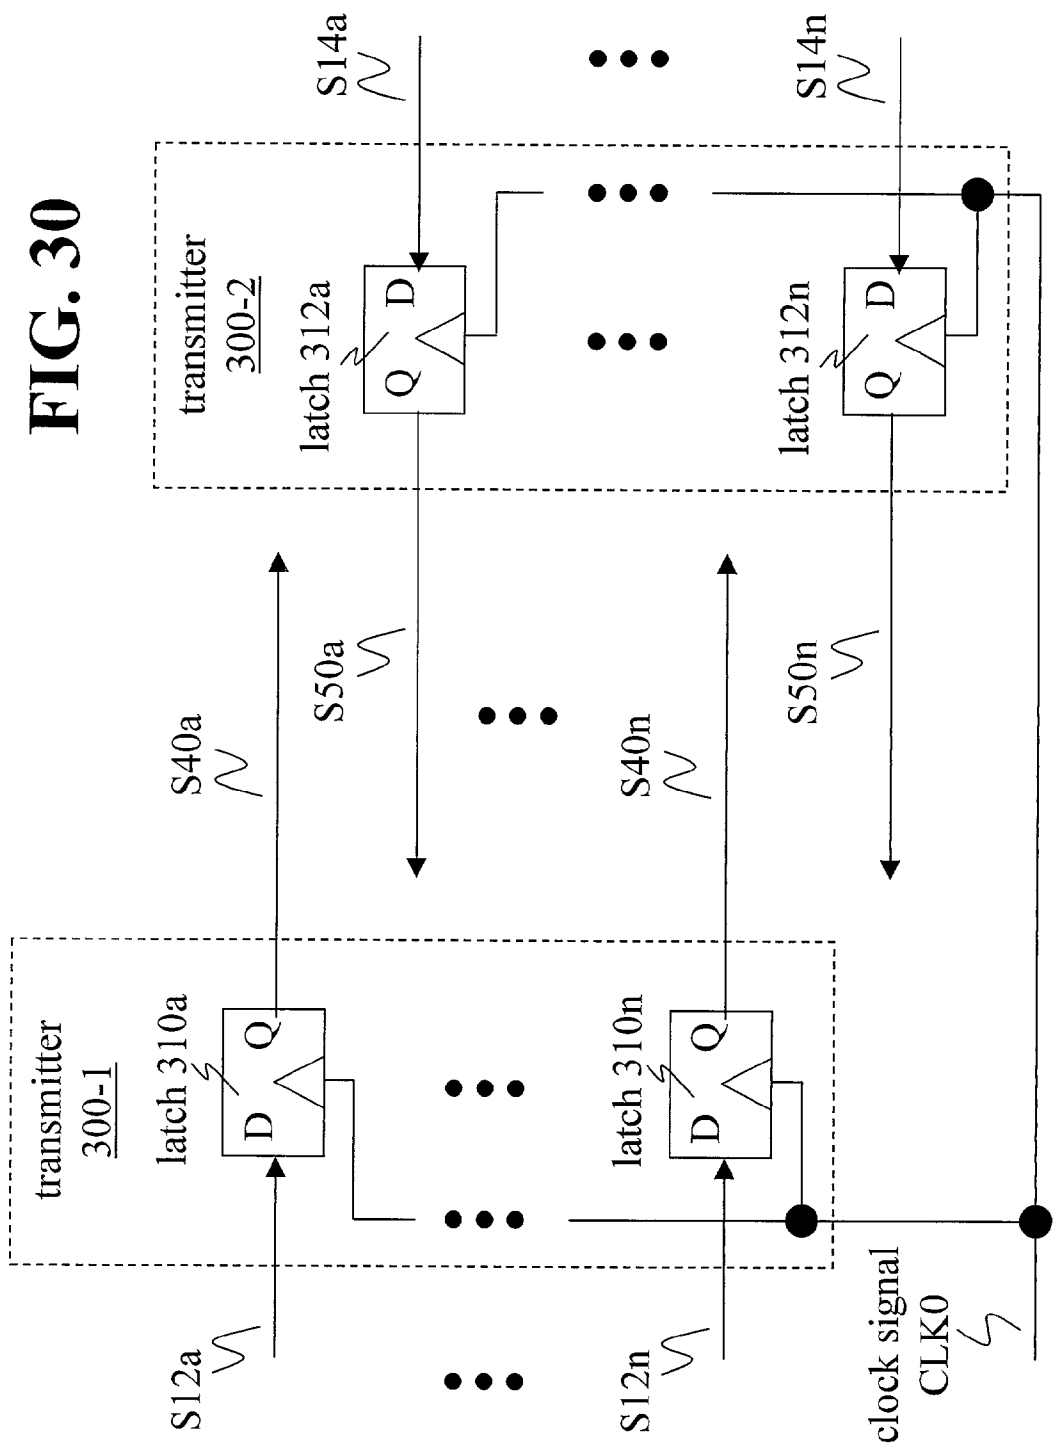 FIG. 30
transmitter
300-1
latch 310a
D
Q
S12a
S40a
latch 310n
D
Q
S12n
S40n
clock signal
CLK0
transmitter
300-2
latch 312a
Q
D
S50a
S14a
latch 312n
Q
D
S50n
S14n